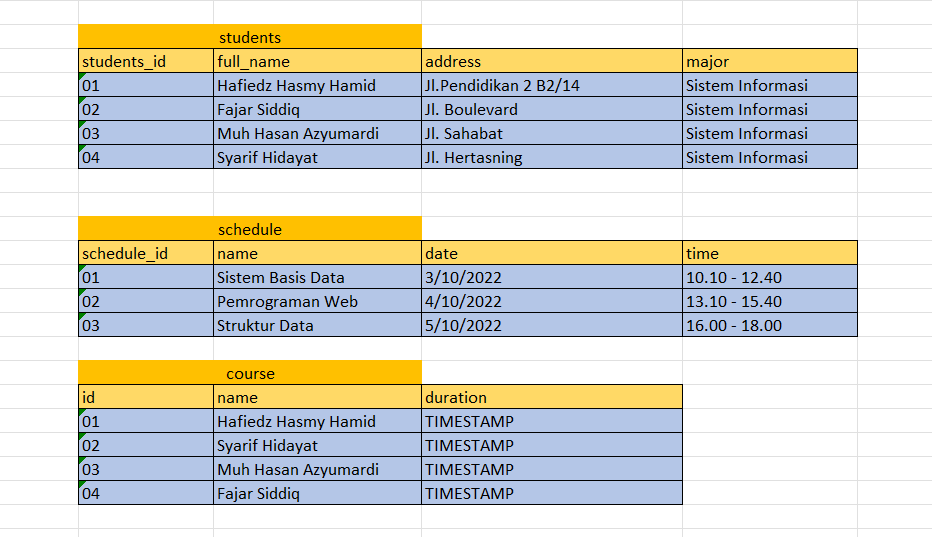 students
students_id full_name address major
01 Hafiedz Hasmy Hamid Jl.Pendidikan 2 B2/14 Sistem Informasi
02 Fajar Siddiq Jl. Boulevard Sistem Informasi
03 Muh Hasan Azyumardi Jl. Sahabat Sistem Informasi
04 Syarif Hidayat Jl. Hertasning Sistem Informasi
schedule
schedule_id name date time
01 Sistem Basis Data 3/10/2022 10.10 - 12.40
02 Pemrograman Web 4/10/2022 13.10 - 15.40
03 Struktur Data 5/10/2022 16.00 - 18.00
course
id name duration
01 Hafiedz Hasmy Hamid TIMESTAMP
02 Syarif Hidayat TIMESTAMP
03 Muh Hasan Azyumardi TIMESTAMP
04 Fajar Siddiq TIMESTAMP